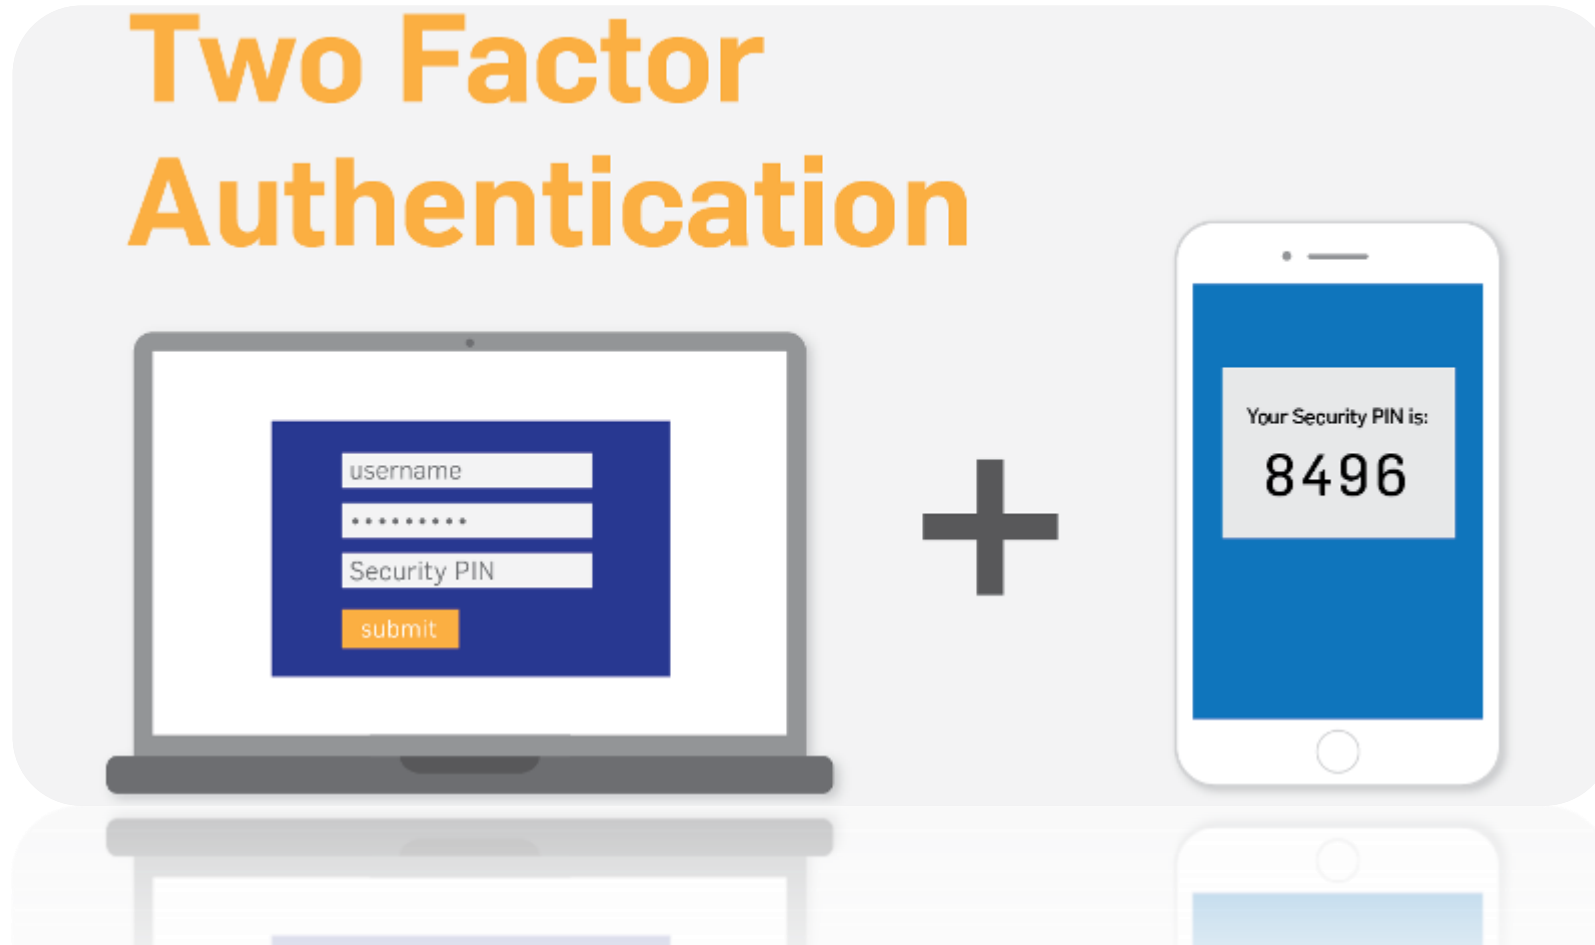 Two Factor
Authentication
username
•••••••••
Security PIN
submit
Your Security PIN is:
8496